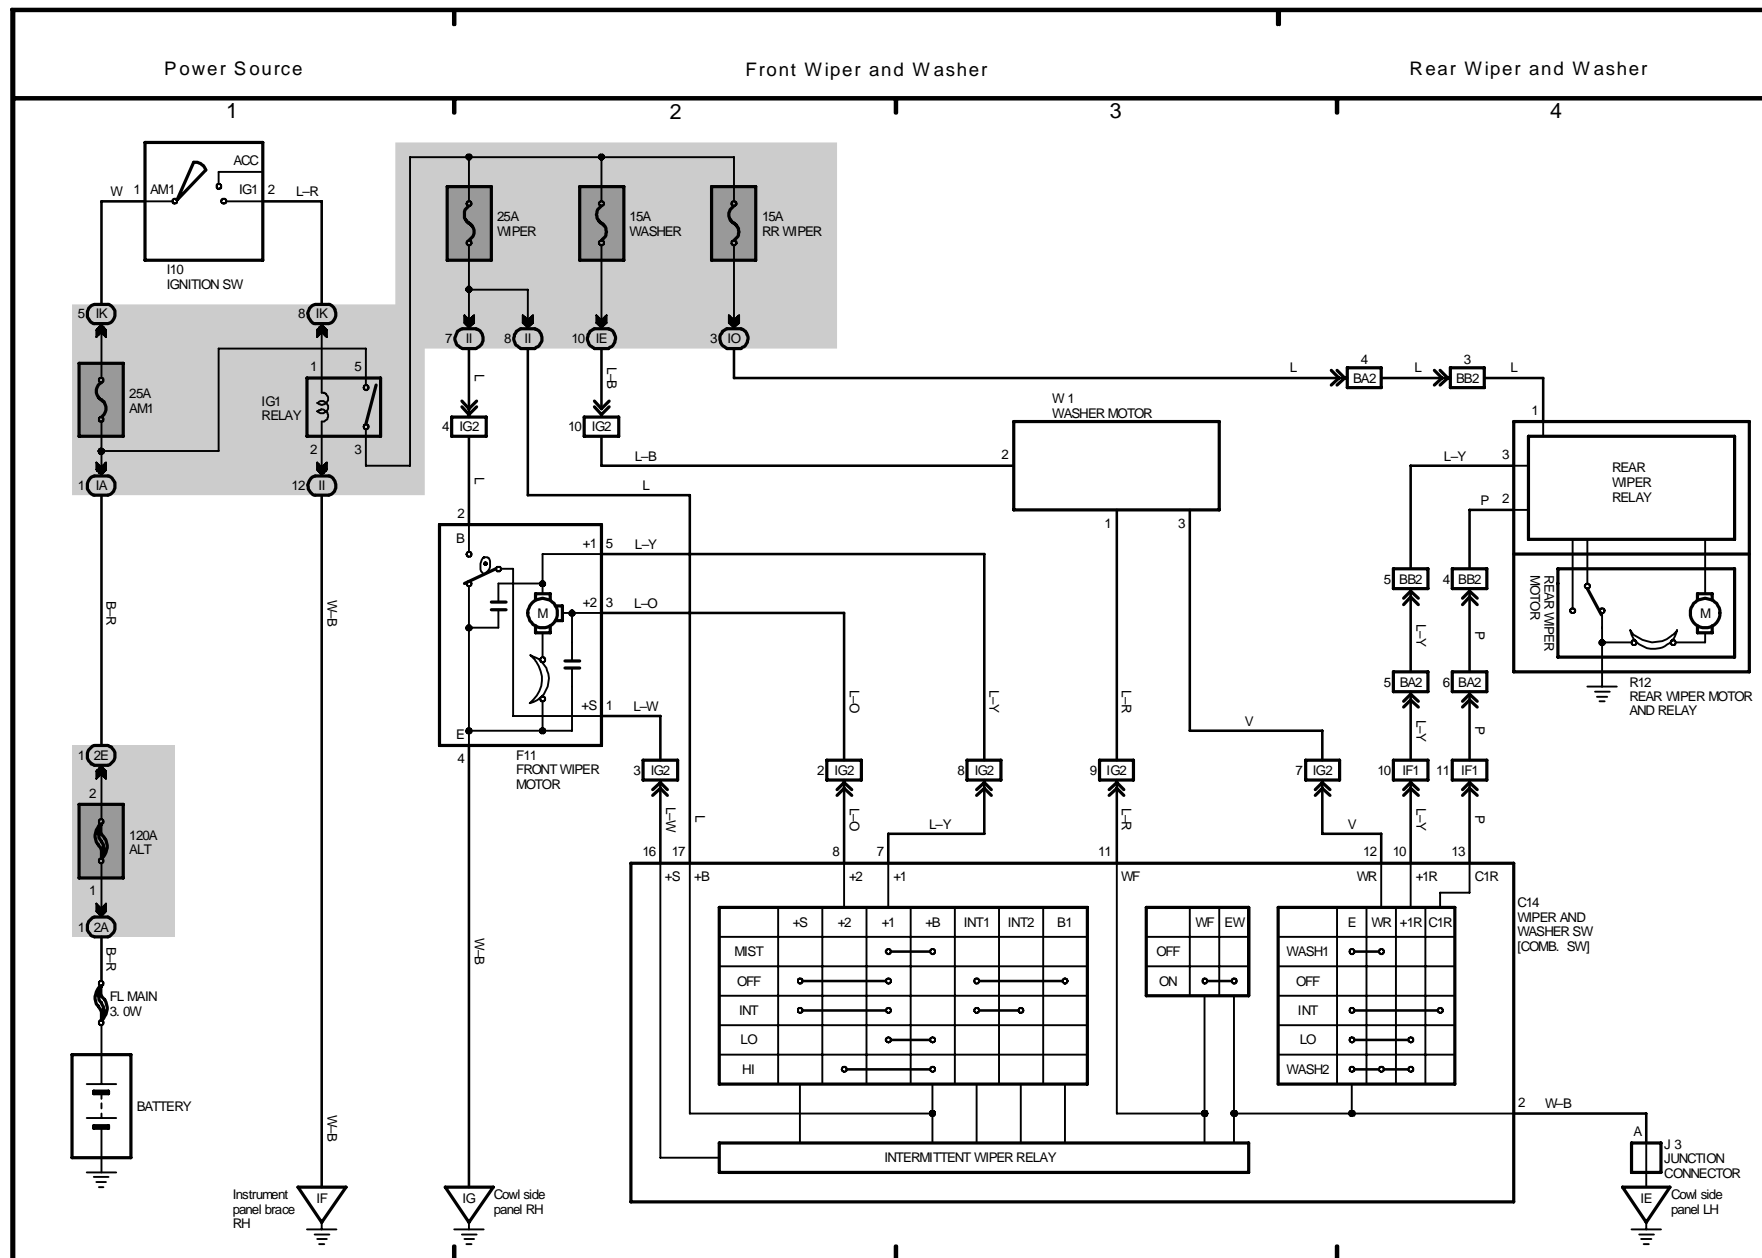 Power Source
Front Wiper and Washer
Rear Wiper and Washer
1
2
3
4
ACC
W
1
AM1
IG1
2
L–R
I10
IGNITION SW
5
IK
8
IK
25A
AM1
1
5
IG1
RELAY
2
3
1
IA
12
II
25A
WIPER
15A
WASHER
15A
RR WIPER
7
II
8
II
10
IE
3
IO
L
L–B
4
IG2
10
IG2
L–B
L
L
L
4
BA2
L
3
BB2
L
W 1
WASHER MOTOR
2
1
3
1
L–Y
3
P
2
REAR
WIPER
RELAY
REAR WIPER
MOTOR
M
R12
REAR WIPER MOTOR
AND RELAY
5
BB2
4
BB2
L–Y
P
5
BA2
6
BA2
L–Y
P
10
IF1
11
IF1
L–Y
P
2
B
+1
5
L–Y
+2
3
L–O
M
+S
1
L–W
E
4
F11
FRONT WIPER
MOTOR
B–R
W–B
L–O
L–Y
L–R
V
3
IG2
2
IG2
8
IG2
9
IG2
7
IG2
L–W
L
L–O
L–Y
L–R
V
1
2E
2
120A
ALT
1
1
2A
B–R
FL MAIN
3. 0W
BATTERY
W–B
W–B
16
17
8
7
11
12
10
13
+S
+B
+2
+1
WF
WR
+1R
C1R
C14
WIPER AND
WASHER SW
[COMB. SW]
+S +2 +1 +B INT1 INT2 B1
MIST
OFF
INT
LO
HI
WF EW
OFF
ON
E WR +1R C1R
WASH1
OFF
INT
LO
WASH2
INTERMITTENT WIPER RELAY
2
W–B
A
J 3
JUNCTION
CONNECTOR
Instrument
panel brace
RH
IF
IG
Cowl side
panel RH
IE
Cowl side
panel LH